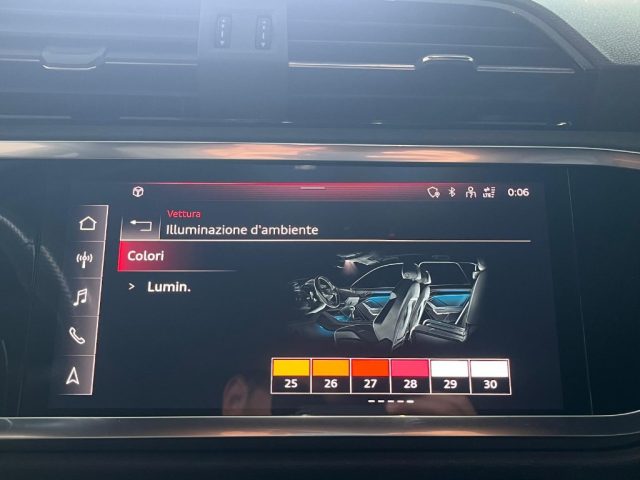 0:06
Vettura
Illuminazione d'ambiente
Colori
> Lumin.
25 26 27 28 29 30